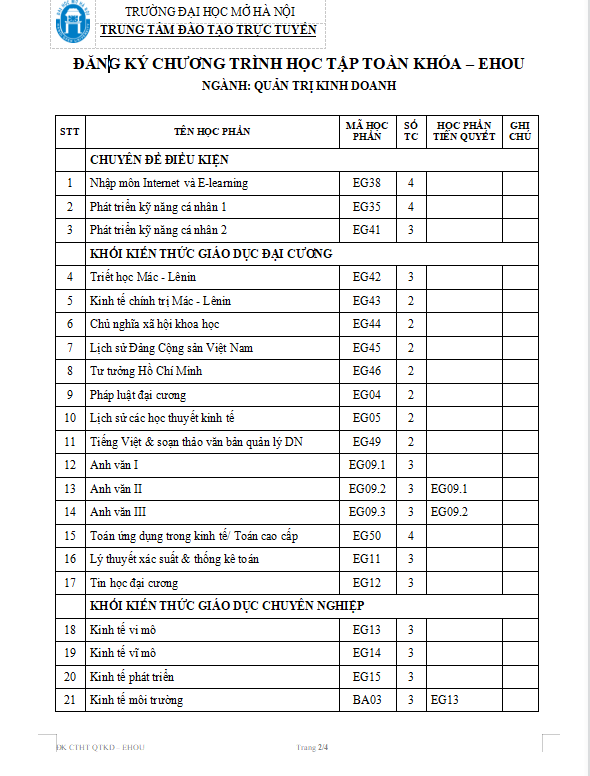 TRƯỜNG ĐẠI HỌC MỞ HÀ NỘI
TRUNG TÂM ĐÀO TẠO TRỰC TUYẾN
ĐĂNG KÝ CHƯƠNG TRÌNH HỌC TẬP TOÀN KHÓA – EHOU
NGÀNH: QUẢN TRỊ KINH DOANH
STT TÊN HỌC PHẦN MÃ HỌC PHẦN SỐ TC HỌC PHẦN TIÊN QUYẾT GHI CHÚ
CHUYÊN ĐỀ ĐIỀU KIỆN
1 Nhập môn Internet và E-learning EG38 4
2 Phát triển kỹ năng cá nhân 1 EG35 4
3 Phát triển kỹ năng cá nhân 2 EG41 3
KHỐI KIẾN THỨC GIÁO DỤC ĐẠI CƯƠNG
4 Triết học Mác - Lênin EG42 3
5 Kinh tế chính trị Mác - Lênin EG43 2
6 Chủ nghĩa xã hội khoa học EG44 2
7 Lịch sử Đảng Cộng sản Việt Nam EG45 2
8 Tư tưởng Hồ Chí Minh EG46 2
9 Pháp luật đại cương EG04 2
10 Lịch sử các học thuyết kinh tế EG05 2
11 Tiếng Việt & soạn thảo văn bản quản lý DN EG49 2
12 Anh văn I EG09.1 3
13 Anh văn II EG09.2 3 EG09.1
14 Anh văn III EG09.3 3 EG09.2
15 Toán ứng dụng trong kinh tế/ Toán cao cấp EG50 4
16 Lý thuyết xác suất & thống kê toán EG11 3
17 Tin học đại cương EG12 3
KHỐI KIẾN THỨC GIÁO DỤC CHUYÊN NGHIỆP
18 Kinh tế vi mô EG13 3
19 Kinh tế vĩ mô EG14 3
20 Kinh tế phát triển EG15 3
21 Kinh tế môi trường BA03 3 EG13
ĐK CTHT QTKD - EHOU Trang 2/4